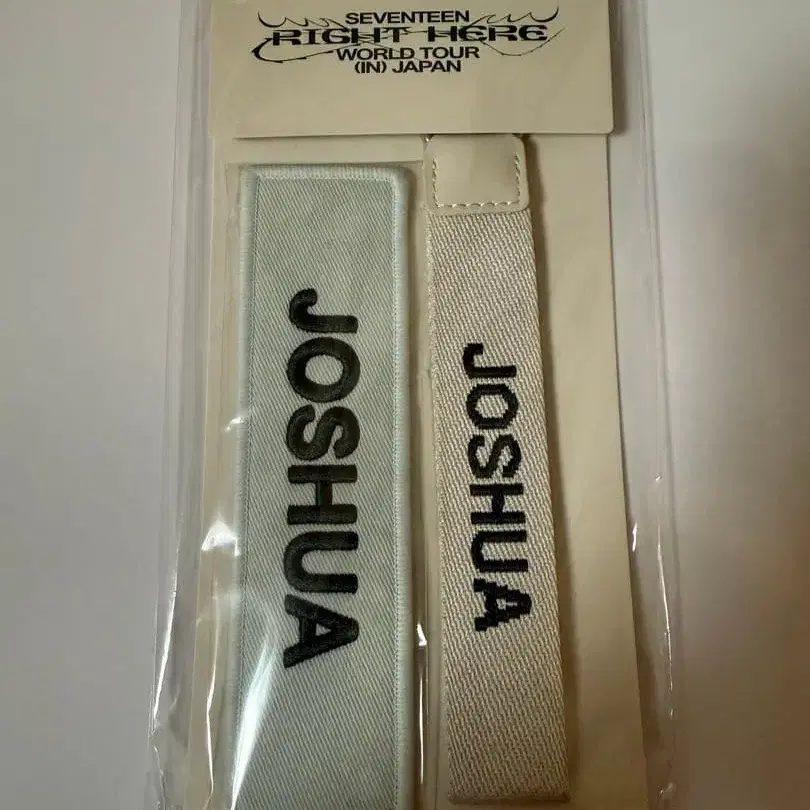 SEVENTEEN
RIGHT HERE
WORLD TOUR
(IN) JAPAN
JOSHUA
JOSHUA